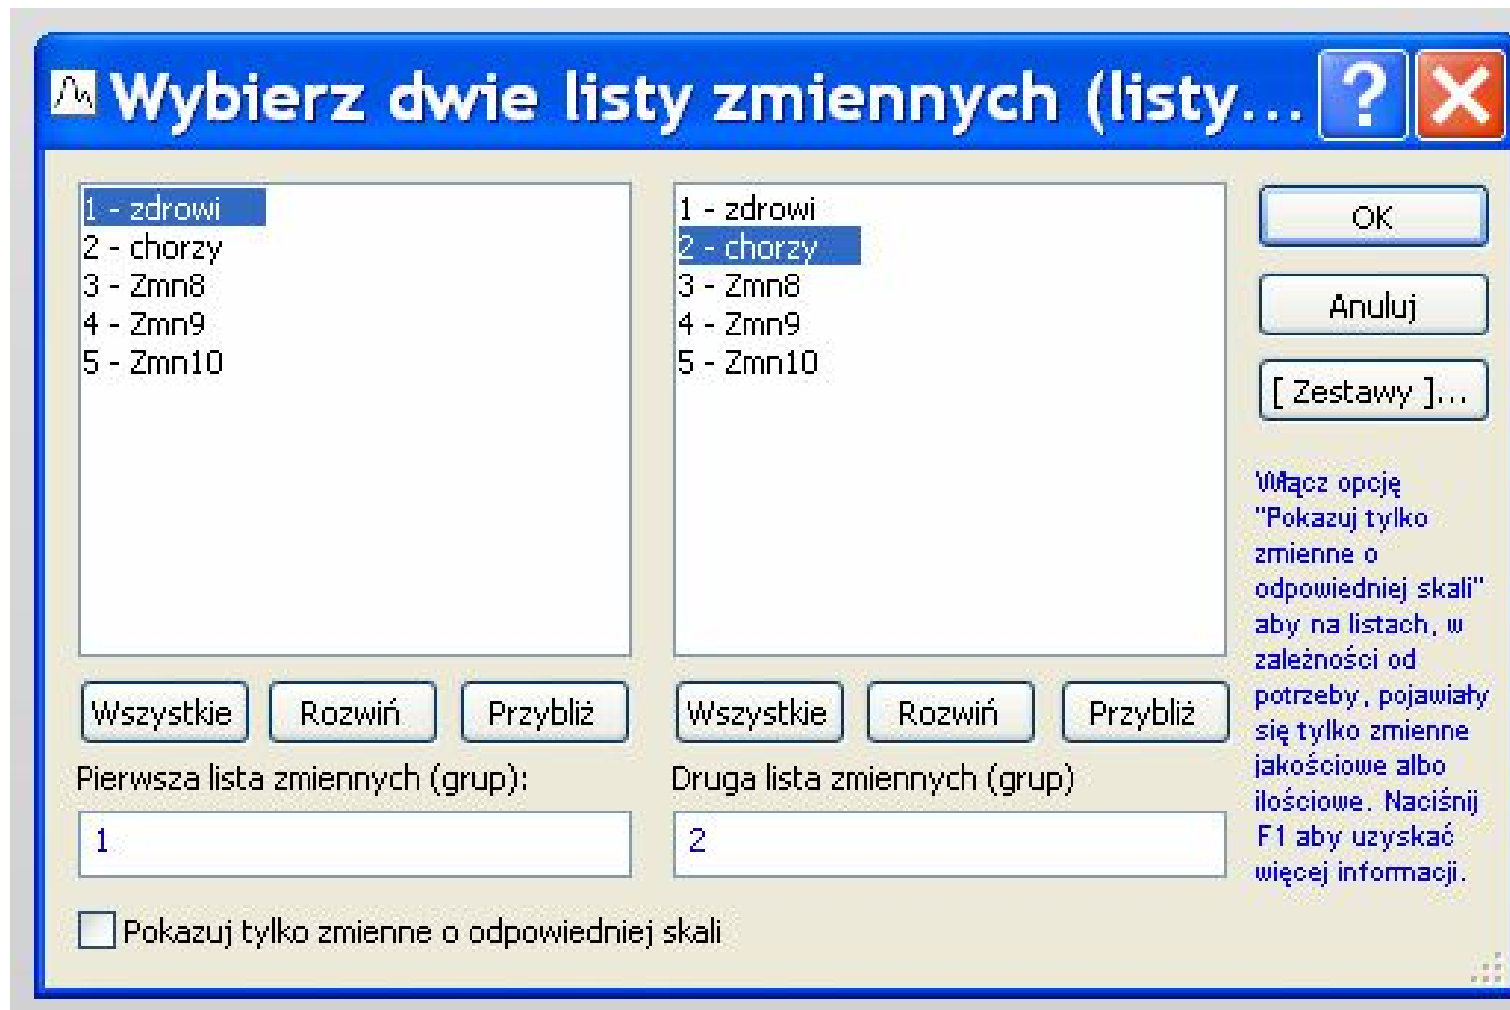 Wybierz dwie listy zmiennych (listy...
1 - zdrowi
2 - chorzy
3 - Zmn8
4 - Zmn9
5 - Zmn10
1 - zdrowi
2 - chorzy
3 - Zmn8
4 - Zmn9
5 - Zmn10
OK
Anuluj
[ Zestawy ]...
Włącz opcję
"Pokazuj tylko
zmienne o
odpowiedniej skali"
aby na listach, w
zależności od
potrzeby, pojawiały
się tylko zmienne
jakościowe albo
ilościowe. Naciśnij
F1 aby uzyskać
więcej informacji.
Wszystkie Rozwiń Przybliż
Wszystkie Rozwiń Przybliż
Pierwsza lista zmiennych (grup):
1
Druga lista zmiennych (grup)
2
Pokazuj tylko zmienne o odpowiedniej skali